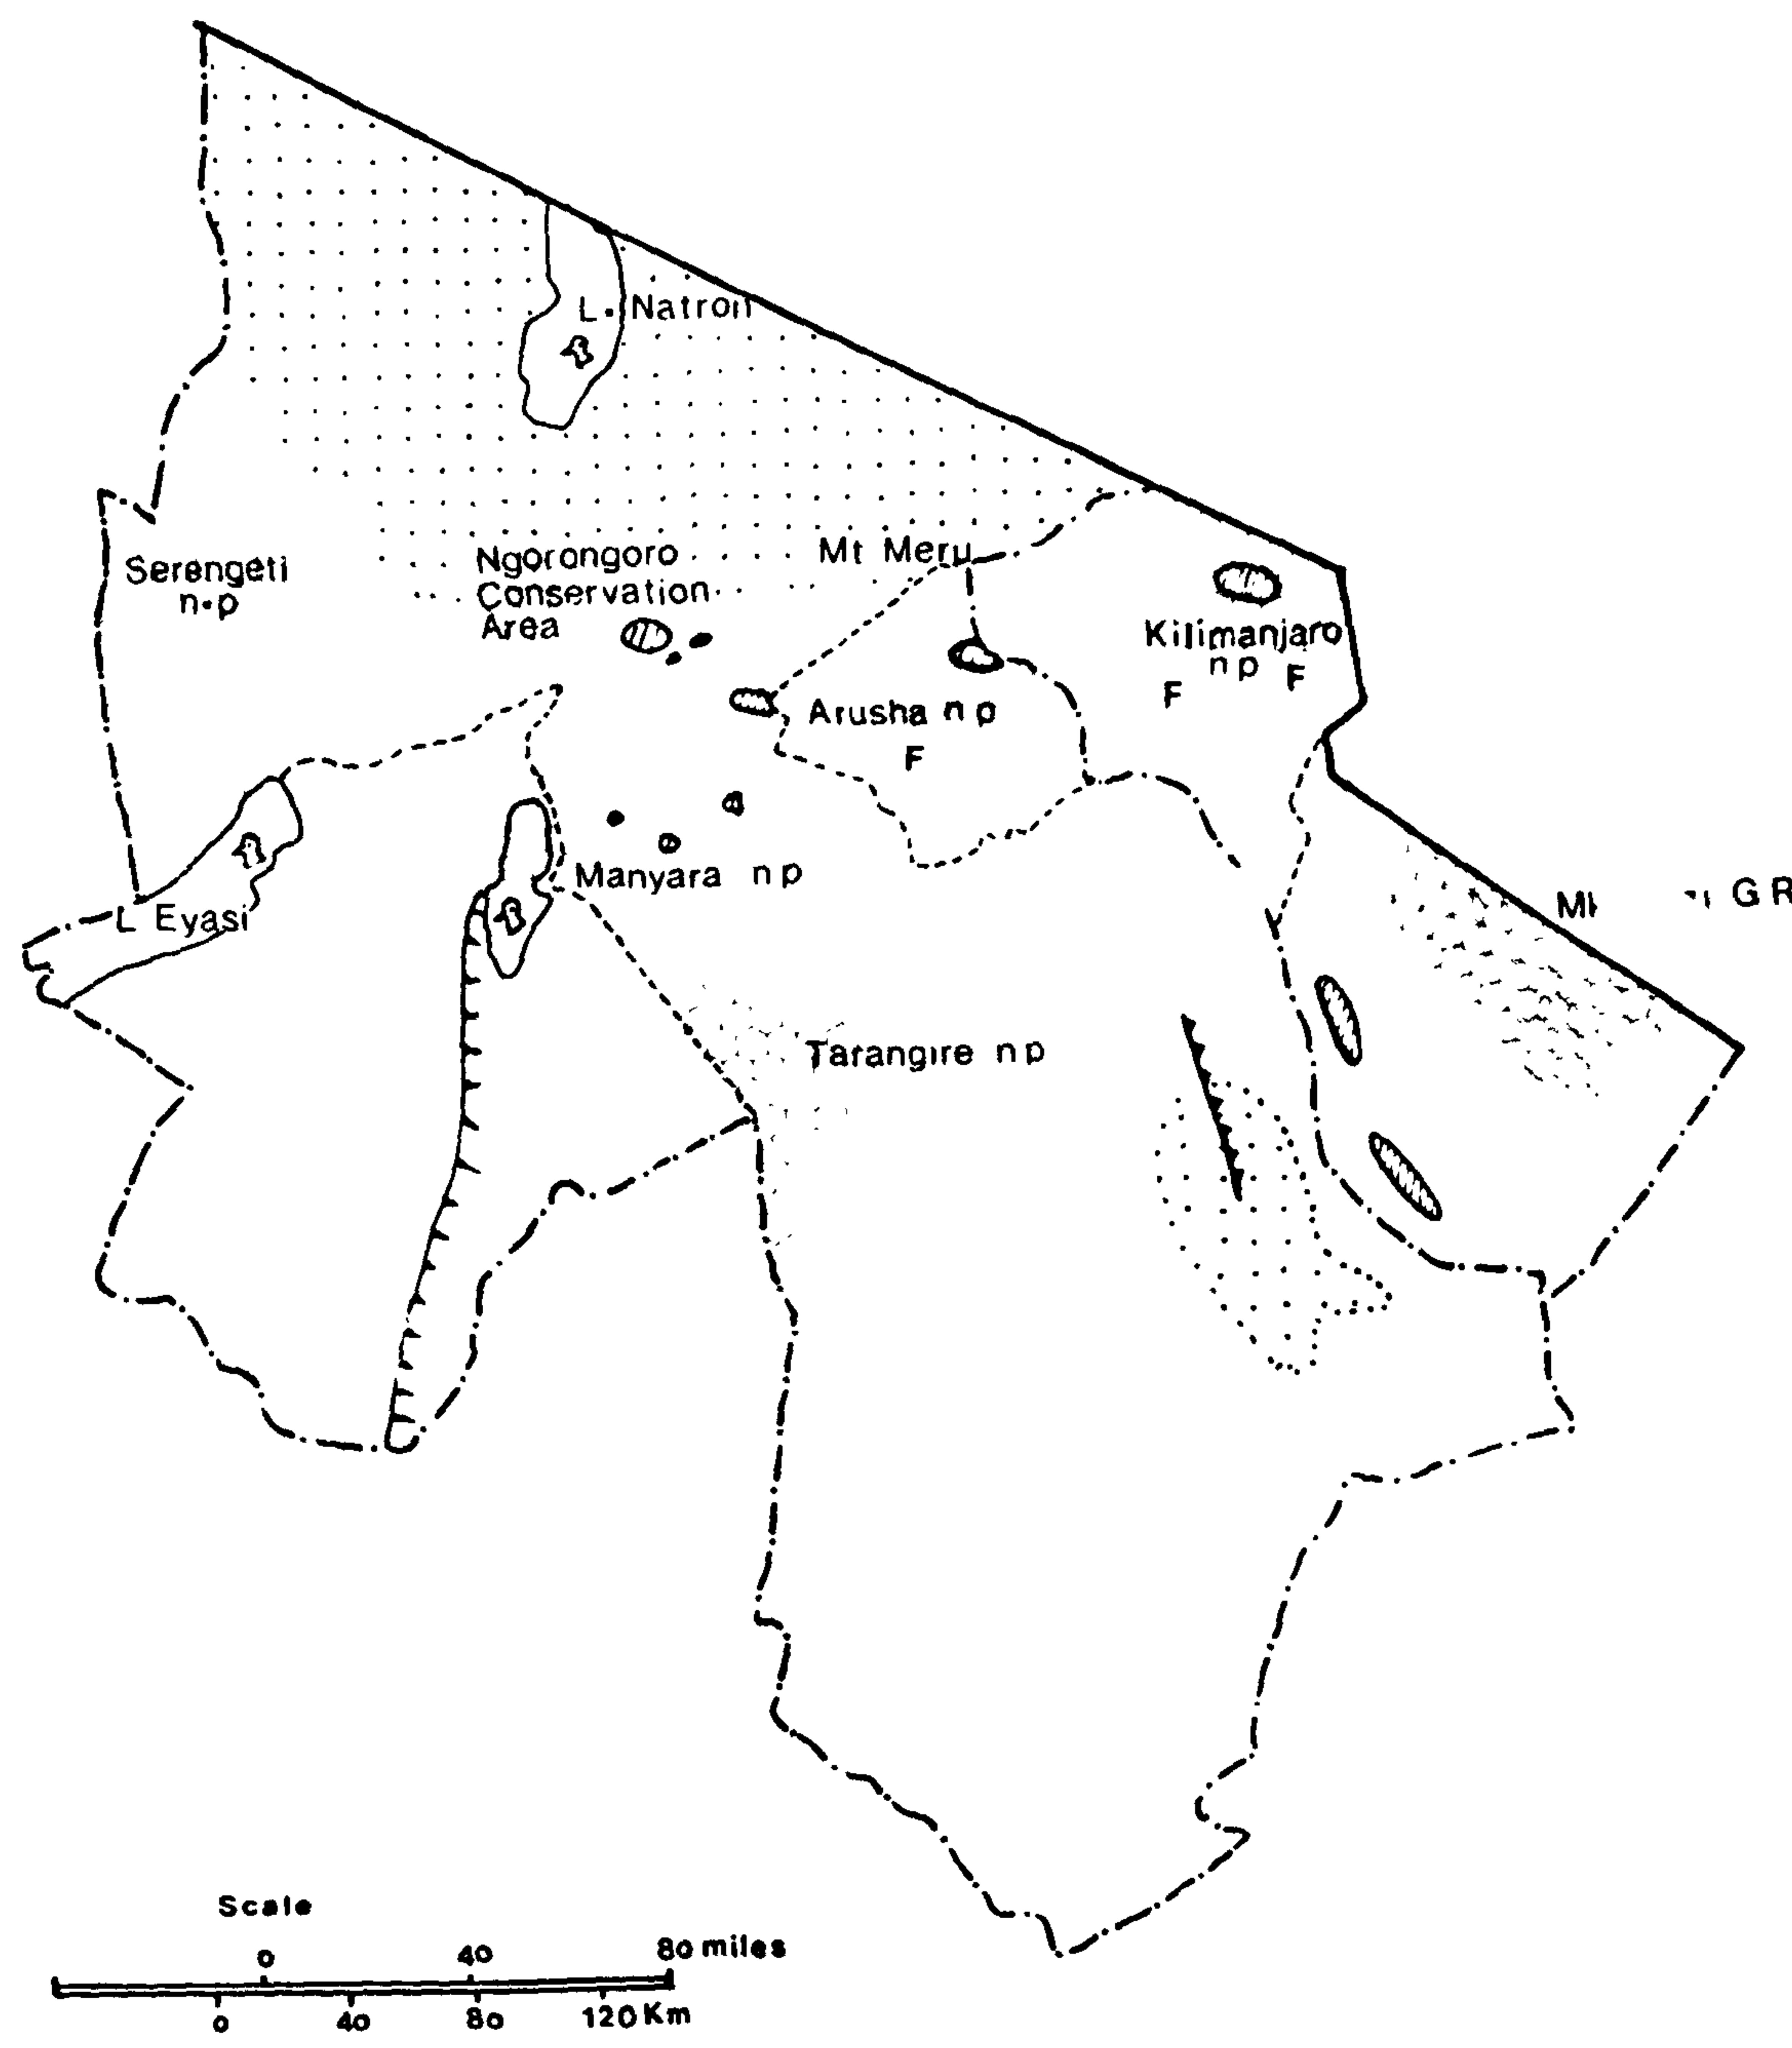 L. Natron
Serengeti
n.p
Ngorongoro
Conservation
Area
Mt Meru
Kilimanjaro
n p
F
F
Arusha n p
F
L Eyasi
Manyara n p
G R
Tarangire n p
Scale
0 40 80 miles
0 40 80 120 Km